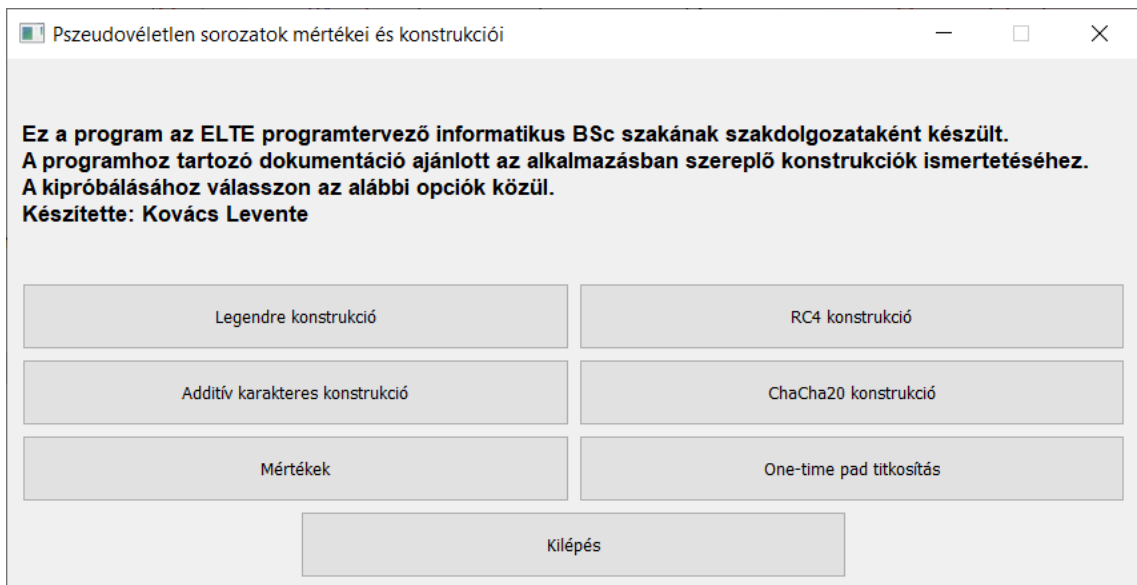 Pszeudovéletlen sorozatok mértékei és konstrukciói
Ez a program az ELTE programtervező informatikus BSc szakának szakdolgozataként készült.
A programhoz tartozó dokumentáció ajánlott az alkalmazásban szereplő konstrukciók ismertetéséhez.
A kipróbálásához válasszon az alábbi opciók közül.
Készítette: Kovács Levente
Legendre konstrukció
RC4 konstrukció
Additív karakteres konstrukció
ChaCha20 konstrukció
Mértékek
One-time pad titkosítás
Kilépés